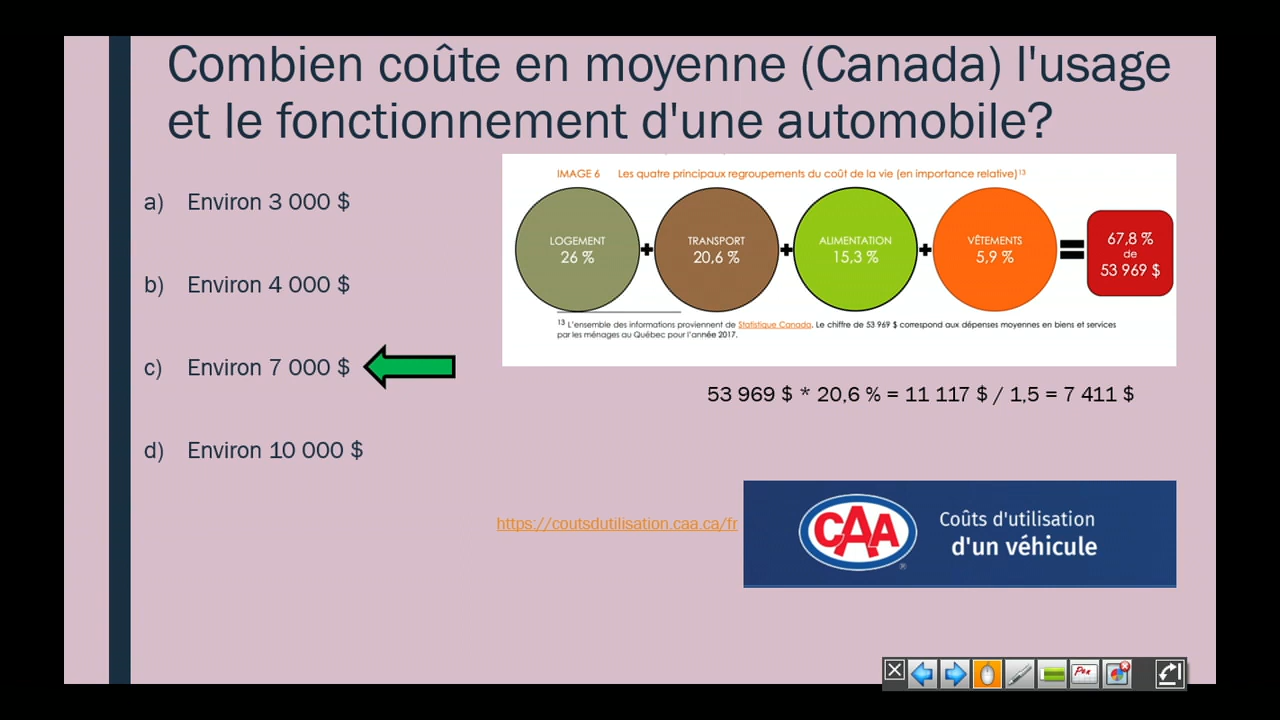 Combien coûte en moyenne (Canada) l'usage
et le fonctionnement d'une automobile?
a) Environ 3 000 $
b) Environ 4 000 $
c) Environ 7 000 $
d) Environ 10 000 $
IMAGE 6 Les quatre principaux regroupements du coût de la vie (en importance relative)¹³
LOGEMENT
26 %
+
TRANSPORT
20,6 %
+
ALIMENTATION
15,3 %
+
VÊTEMENTS
5,9 %
=
67,8 %
de
53 969 $
¹³ L'ensemble des informations proviennent de Statistique Canada. Le chiffre de 53 969 $ correspond aux dépenses moyennes en biens et services
par les ménages au Québec pour l'année 2017.
53 969 $ * 20,6 % = 11 117 $ / 1,5 = 7 411 $
https://coutsdutilisation.caa.ca/fr
CAA
®
Coûts d'utilisation
d'un véhicule
Pen